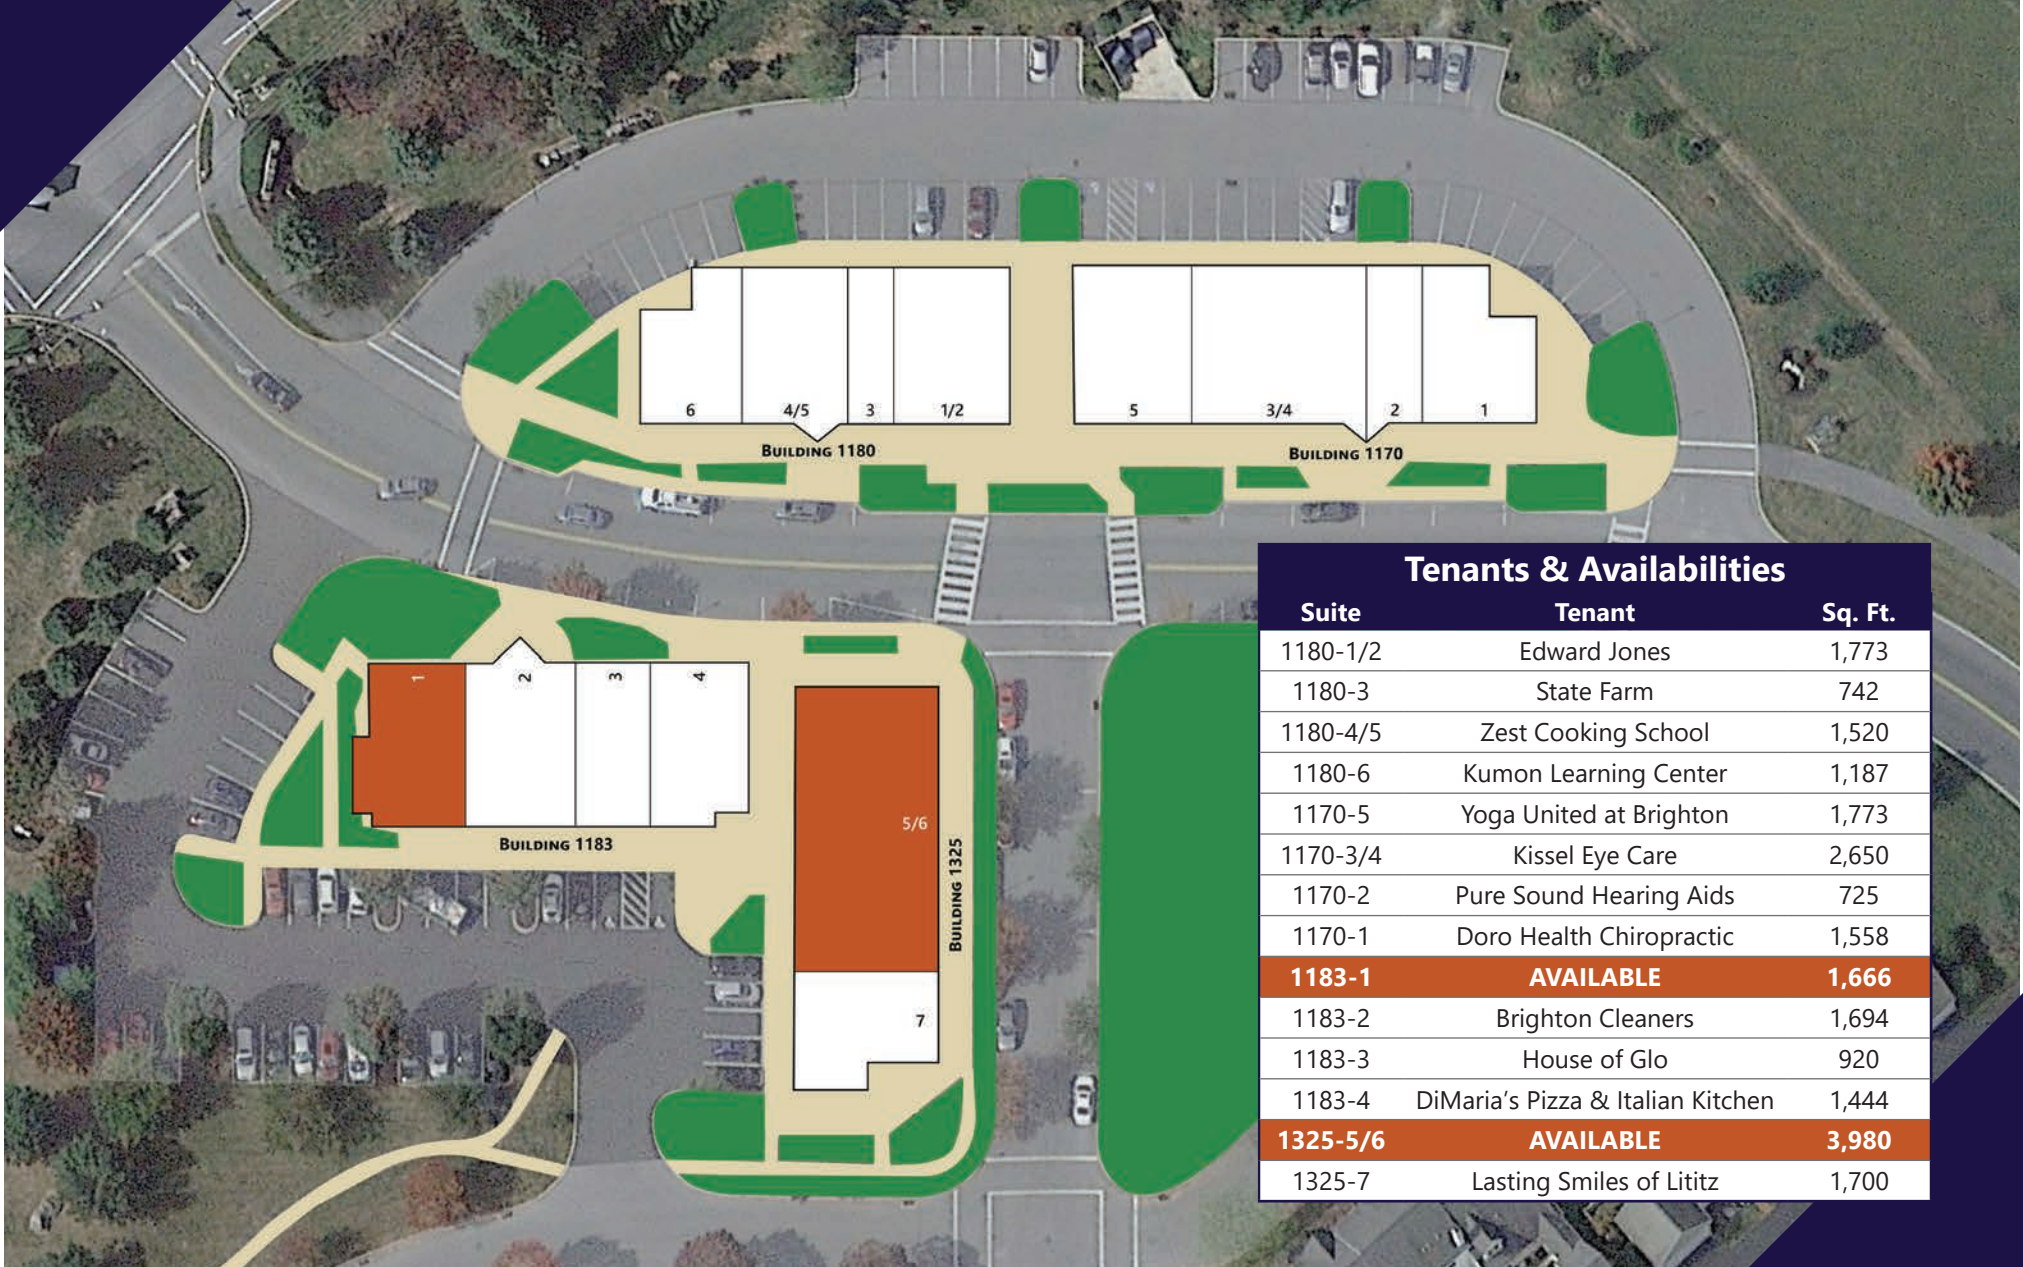 6
4/5
3
1/2
5
3/4
2
1
BUILDING 1180
BUILDING 1170
1
2
3
4
BUILDING 1183
5/6
BUILDING 1325
7
Tenants & Availabilities
Suite Tenant Sq. Ft.
1180-1/2 Edward Jones 1,773
1180-3 State Farm 742
1180-4/5 Zest Cooking School 1,520
1180-6 Kumon Learning Center 1,187
1170-5 Yoga United at Brighton 1,773
1170-3/4 Kissel Eye Care 2,650
1170-2 Pure Sound Hearing Aids 725
1170-1 Doro Health Chiropractic 1,558
1183-1 AVAILABLE 1,666
1183-2 Brighton Cleaners 1,694
1183-3 House of Glo 920
1183-4 DiMaria's Pizza & Italian Kitchen 1,444
1325-5/6 AVAILABLE 3,980
1325-7 Lasting Smiles of Lititz 1,700